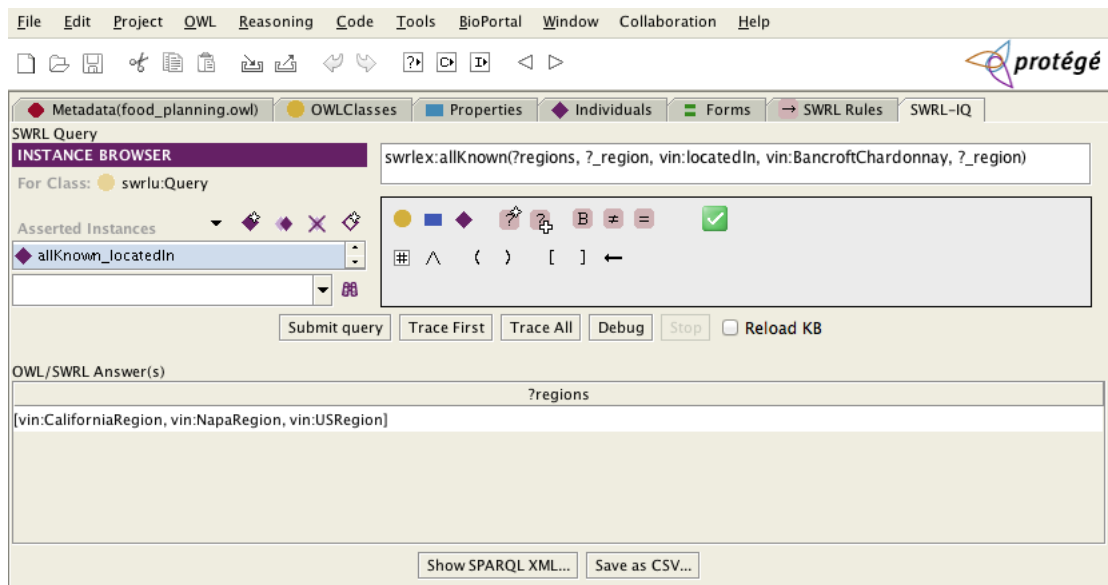 File Edit Project OWL Reasoning Code Tools BioPortal Window Collaboration Help
protégé
Metadata(food_planning.owl) OWLClasses Properties Individuals Forms SWRL Rules SWRL-IQ
SWRL Query
INSTANCE BROWSER
swrlex:allKnown(?regions, ?_region, vin:locatedIn, vin:BancroftChardonnay, ?_region)
For Class: swrlu:Query
Asserted Instances
allKnown_locatedIn
B ≠ =
# ∧ ( ) [ ] ←
Submit query Trace First Trace All Debug Stop Reload KB
OWL/SWRL Answer(s)
?regions
[vin:CaliforniaRegion, vin:NapaRegion, vin:USRegion]
Show SPARQL XML... Save as CSV...